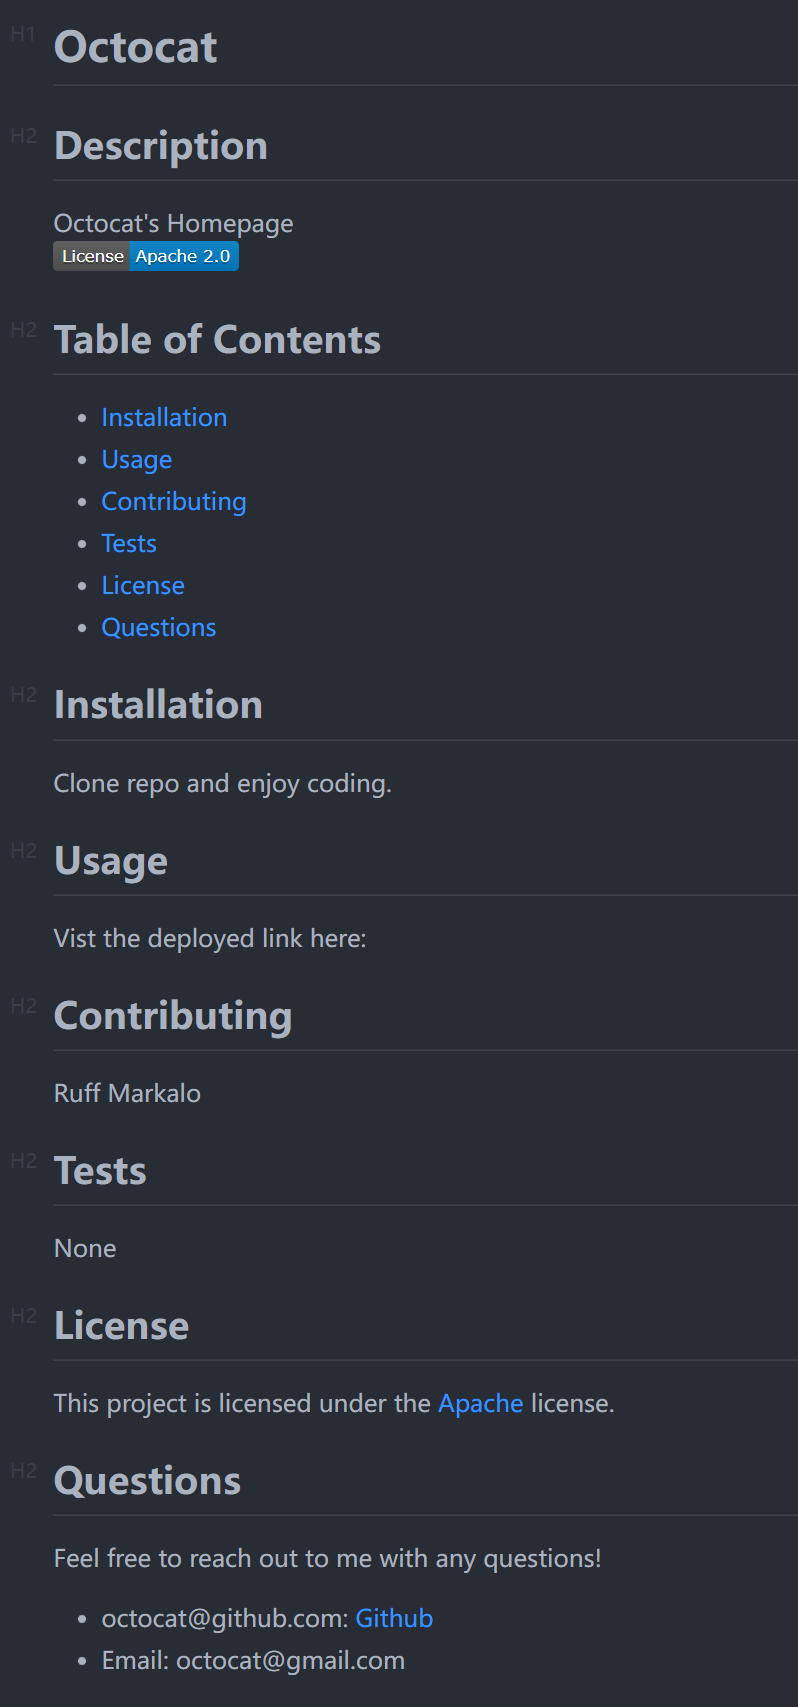 H1 Octocat
H2 Description
Octocat's Homepage
License Apache 2.0
H2 Table of Contents
• Installation
• Usage
• Contributing
• Tests
• License
• Questions
H2 Installation
Clone repo and enjoy coding.
H2 Usage
Vist the deployed link here:
H2 Contributing
Ruff Markalo
H2 Tests
None
H2 License
This project is licensed under the Apache license.
H2 Questions
Feel free to reach out to me with any questions!
• octocat@github.com: Github
• Email: octocat@gmail.com